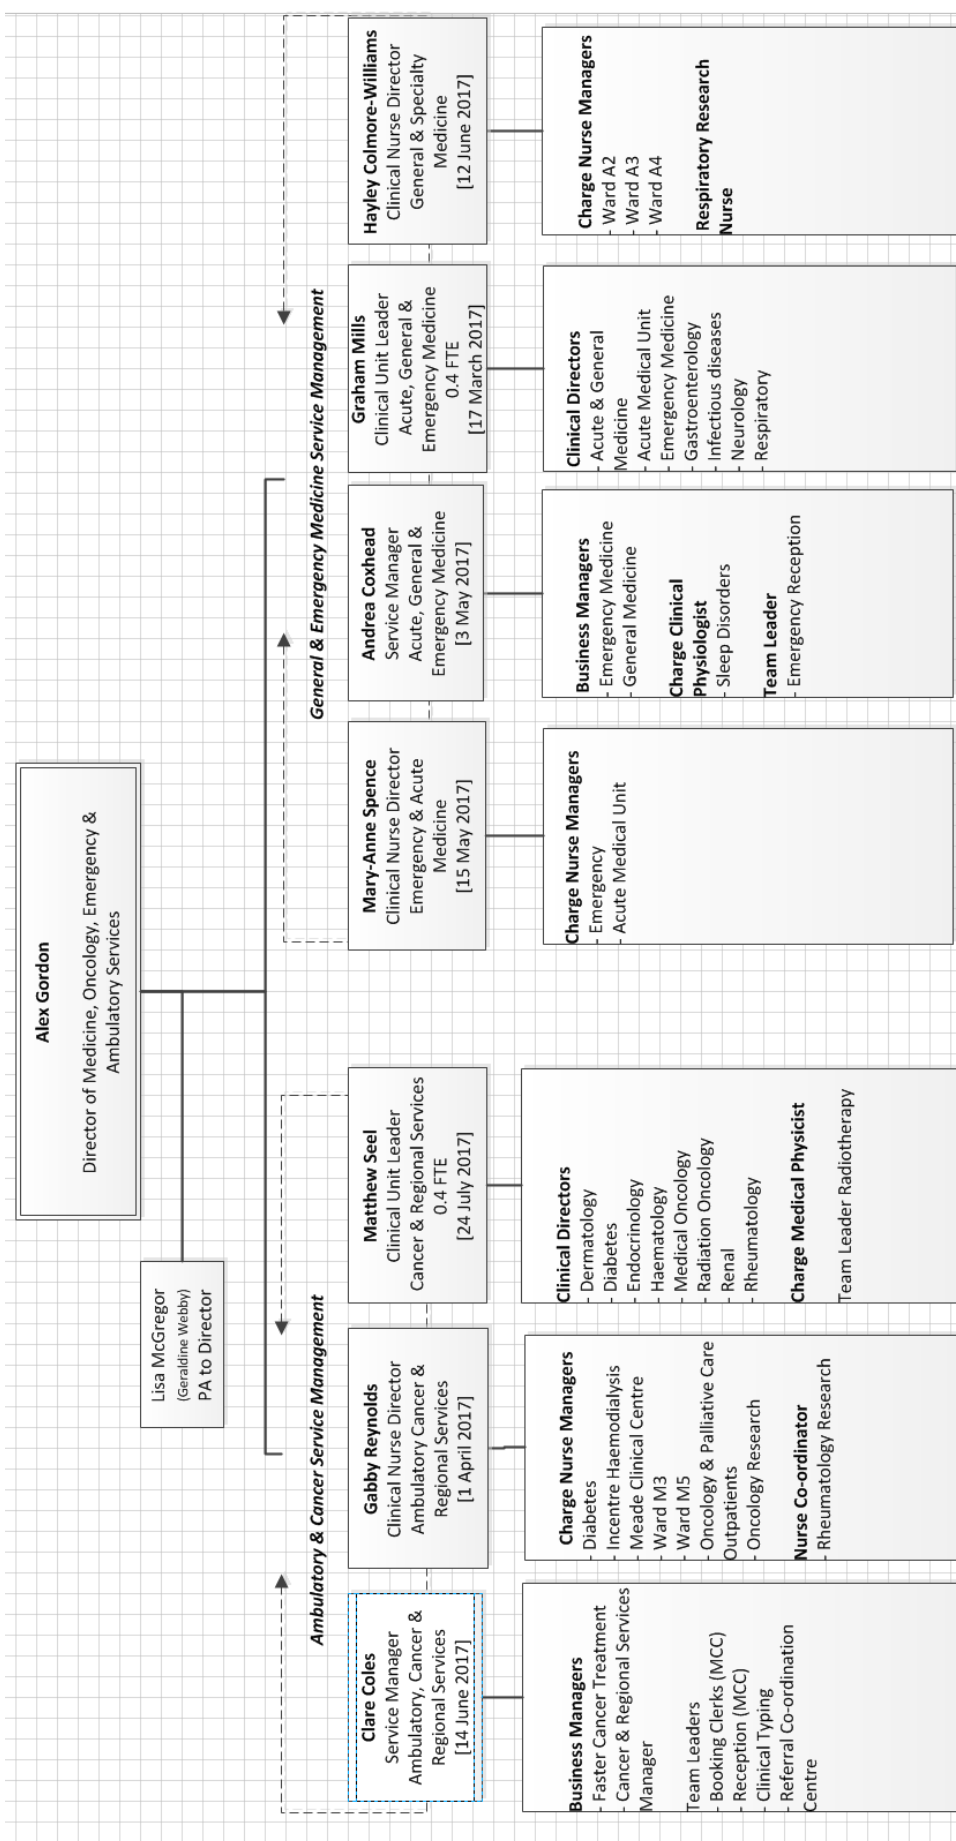 Alex Gordon
Director of Medicine, Oncology, Emergency &
Ambulatory Services
Lisa McGregor
(Geraldine Webby)
PA to Director
Ambulatory & Cancer Service Management
General & Emergency Medicine Service Management
Clare Coles
Service Manager
Ambulatory, Cancer &
Regional Services
[14 June 2017]
Gabby Reynolds
Clinical Nurse Director
Ambulatory Cancer &
Regional Services
[1 April 2017]
Matthew Seel
Clinical Unit Leader
Cancer & Regional Services
0.4 FTE
[24 July 2017]
Mary-Anne Spence
Clinical Nurse Director
Emergency & Acute
Medicine
[15 May 2017]
Andrea Coxhead
Service Manager
Acute, General &
Emergency Medicine
[3 May 2017]
Graham Mills
Clinical Unit Leader
Acute, General &
Emergency Medicine
0.4 FTE
[17 March 2017]
Hayley Colmore-Williams
Clinical Nurse Director
General & Specialty
Medicine
[12 June 2017]
Business Managers
- Faster Cancer Treatment
- Cancer & Regional Services
Manager
Team Leaders
- Booking Clerks (MCC)
- Reception (MCC)
- Clinical Typing
- Referral Co-ordination
Centre
Charge Nurse Managers
- Diabetes
- Incentre Haemodialysis
- Meade Clinical Centre
- Ward M3
- Ward M5
- Oncology & Palliative Care
Outpatients
- Oncology Research
Nurse Co-ordinator
- Rheumatology Research
Clinical Directors
- Dermatology
- Diabetes
- Endocrinology
- Haematology
- Medical Oncology
- Radiation Oncology
- Renal
- Rheumatology
Charge Medical Physicist
Team Leader Radiotherapy
Charge Nurse Managers
- Emergency
- Acute Medical Unit
Business Managers
- Emergency Medicine
- General Medicine
Charge Clinical
Physiologist
- Sleep Disorders
Team Leader
- Emergency Reception
Clinical Directors
- Acute & General
Medicine
- Acute Medical Unit
- Emergency Medicine
- Gastroenterology
- Infectious diseases
- Neurology
- Respiratory
Charge Nurse Managers
- Ward A2
- Ward A3
- Ward A4
Respiratory Research
Nurse